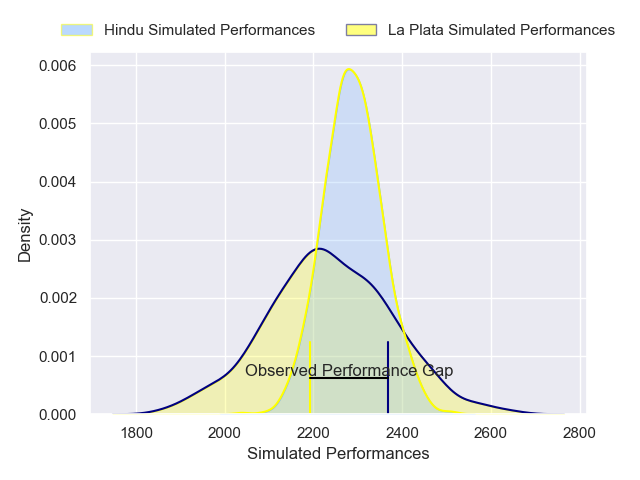 Hindu Simulated Performances La Plata Simulated Performances
0.006
0.005
0.004
0.003
0.002
0.001
0.000
Density
Observed Performance Gap
1800 2000 2200 2400 2600 2800
Simulated Performances